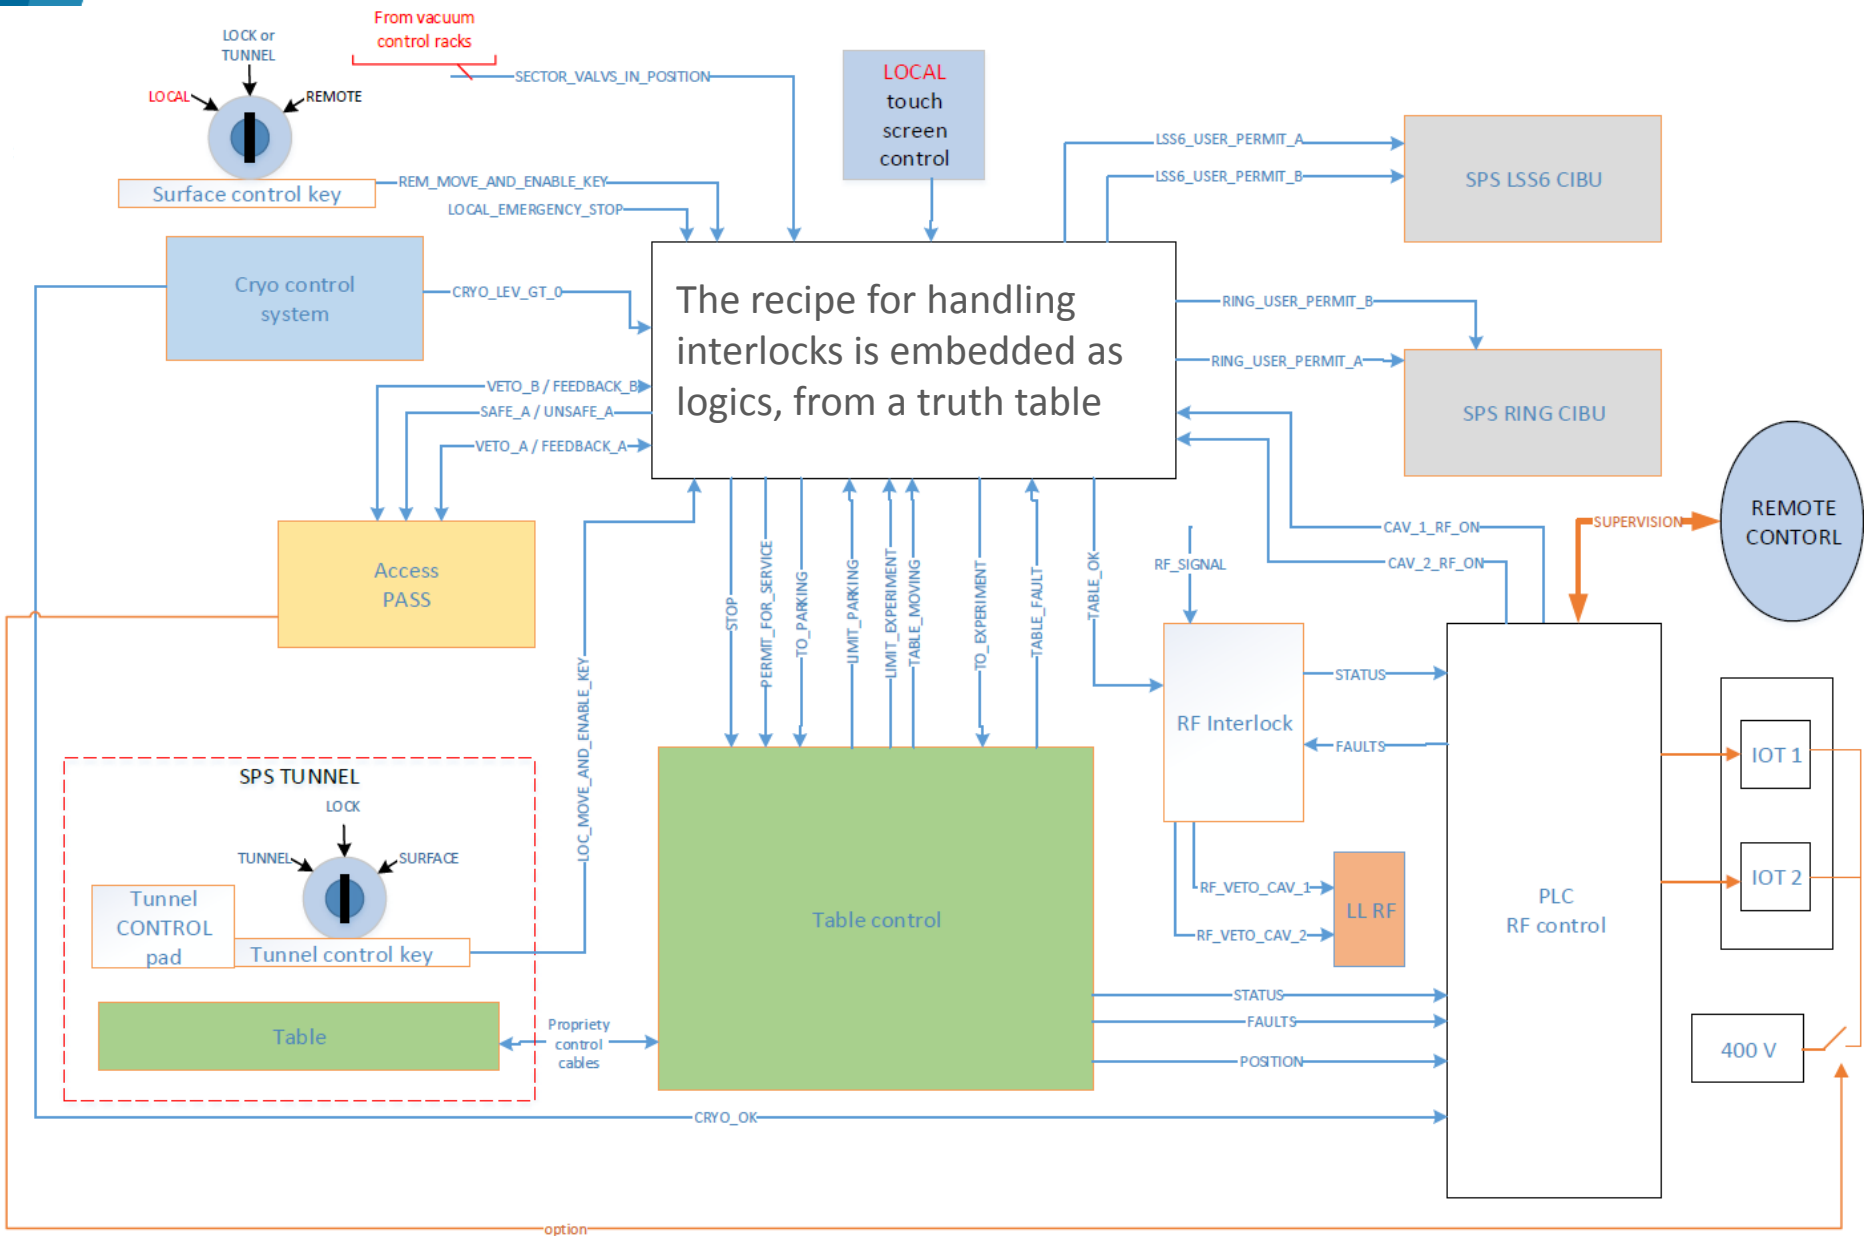 From vacuum
control racks
LOCK or
TUNNEL
LOCAL
REMOTE
SECTOR_VALVS_IN_POSITION
LOCAL
touch
screen
control
Surface control key
REM_MOVE_AND_ENABLE_KEY
LOCAL_EMERGENCY_STOP
LSS6_USER_PERMIT_A
LSS6_USER_PERMIT_B
SPS LSS6 CIBU
Cryo control
system
CRYO_LEV_GT_0
The recipe for handling
interlocks is embedded as
logics, from a truth table
RING_USER_PERMIT_B
RING_USER_PERMIT_A
SPS RING CIBU
VETO_B / FEEDBACK_B
SAFE_A / UNSAFE_A
VETO_A / FEEDBACK_A
Access
PASS
CAV_1_RF_ON
CAV_2_RF_ON
SUPERVISION
REMOTE
CONTORL
STOP
PERMIT_FOR_SERVICE
TO_PARKING
LIMIT_PARKING
LIMIT_EXPERIMENT
TABLE_MOVING
TO_EXPERIMENT
TABLE_FAULT
TABLE_OK
RF_SIGNAL
LOC_MOVE_AND_ENABLE_KEY
RF Interlock
STATUS
FAULTS
IOT 1
IOT 2
SPS TUNNEL
LOCK
TUNNEL
SURFACE
Tunnel
CONTROL
pad
Tunnel control key
Table
Propriety
control
cables
Table control
RF_VETO_CAV_1
RF_VETO_CAV_2
LL RF
PLC
RF control
STATUS
FAULTS
POSITION
400 V
CRYO_OK
option